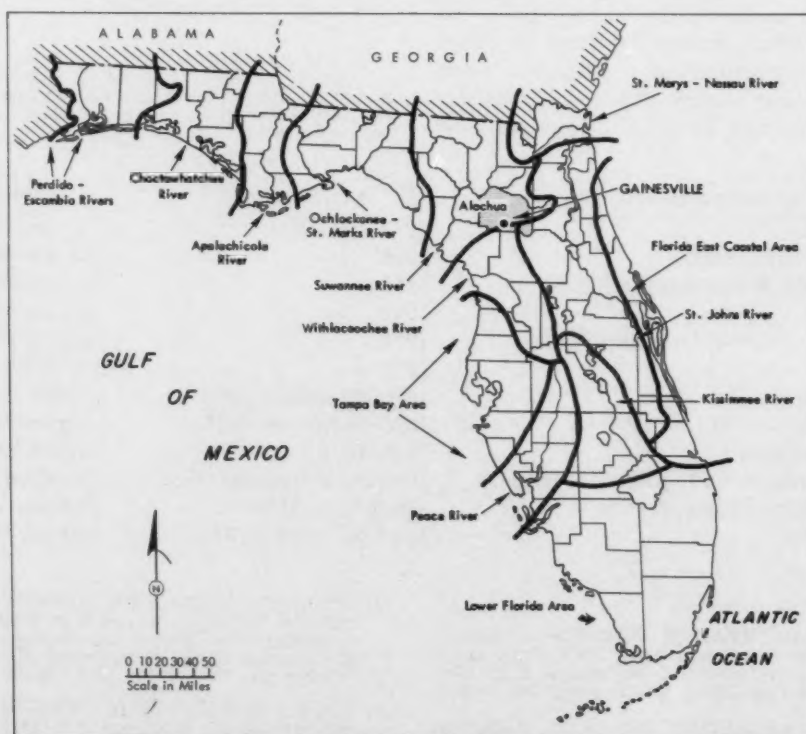 ALABAMA
GEORGIA
St. Marys - Nassau River
Perdido -
Escambia Rivers
Choctawhatchee
River
Apalachicola
River
Ochlockonee -
St. Marks River
Alachua
GAINESVILLE
Suwannee River
Florida East Coastal Area
Withlacoochee River
St. Johns River
GULF
OF
MEXICO
Tampa Bay Area
Kissimmee River
Peace River
N
Lower Florida Area
ATLANTIC
OCEAN
0 10 20 30 40 50
Scale in Miles